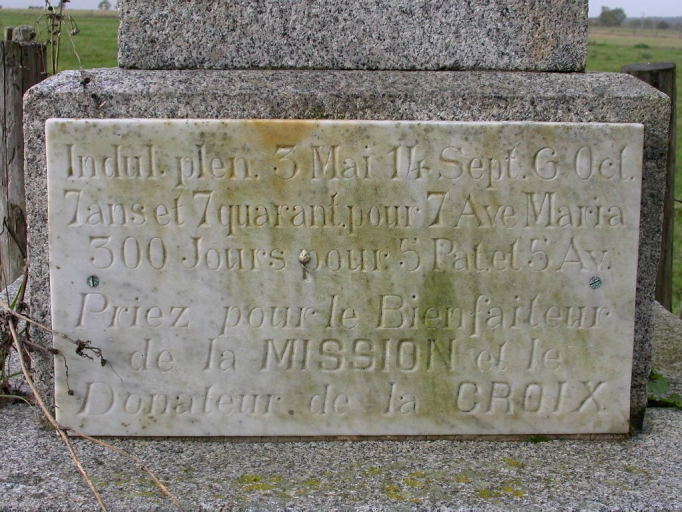 Indul. plén. 3 Mai 14 Sept. 6 Oct.
7 ans et 7 quarant. pour 7 Ave Maria
300 Jours pour 5 Pat. et 5 Av.
Priez pour le Bienfaiteur
de la MISSION et le
Donateur de la CROIX.